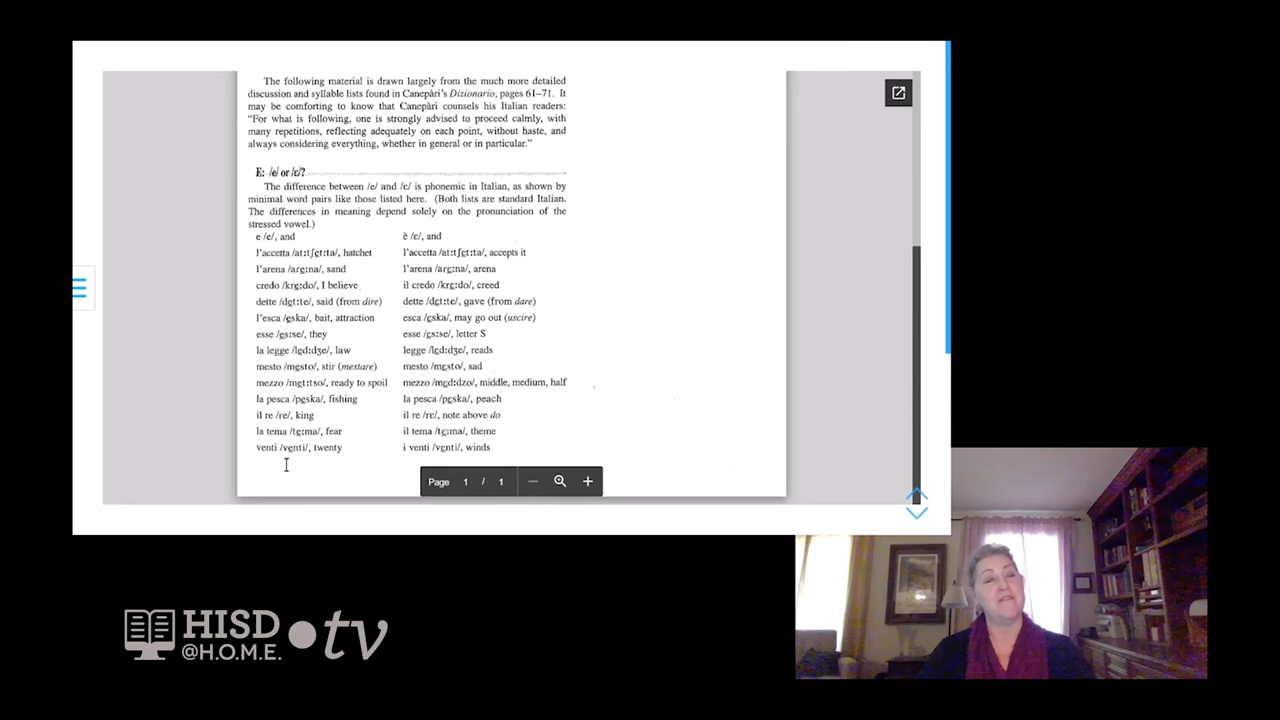 The following material is drawn largely from the much more detailed
discussion and syllable lists found in Canepàri's Dizionario, pages 61–71. It
may be comforting to know that Canepàri counsels his Italian readers:
“For what is following, one is strongly advised to proceed calmly, with
many repetitions, reflecting adequately on each point, without haste, and
always considering everything, whether in general or in particular.”
E: /e/ or /ɛ/?
The difference between /e/ and /ɛ/ is phonemic in Italian, as shown by
minimal word pairs like those listed here. (Both lists are standard Italian.
The differences in meaning depend solely on the pronunciation of the
stressed vowel.)
e /e/, and è /ɛ/, and
l'accetta /at:tʃet:ta/, hatchet l'accetta /at:tʃɛt:ta/, accepts it
l'arena /are:na/, sand l'arena /arɛ:na/, arena
credo /kre:do/, I believe il credo /krɛ:do/, creed
dette /det:te/, said (from dire) dette /dɛt:te/, gave (from dare)
l'esca /eska/, bait, attraction esca /ɛska/, may go out (uscire)
esse /es:se/, they esse /ɛs:se/, letter S
la legge /led:dʒe/, law legge /lɛd:dʒe/, reads
mesto /mesto/, stir (mestare) mesto /mɛsto/, sad
mezzo /met:tso/, ready to spoil mezzo /mɛd:dzo/, middle, medium, half
la pesca /peska/, fishing la pesca /pɛska/, peach
il re /re/, king il re /rɛ/, note above do
la tema /te:ma/, fear il tema /tɛ:ma/, theme
venti /venti/, twenty i venti /vɛnti/, winds
Page 1 / 1
HISD
@H.O.M.E.
tv